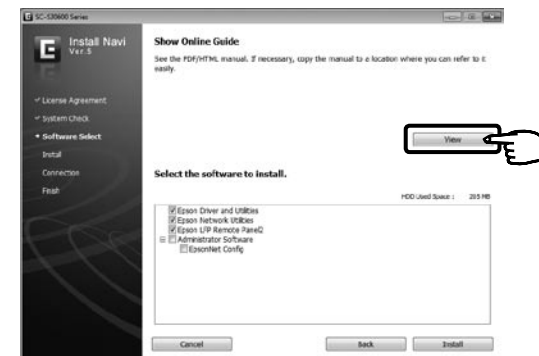 SC-S30600 Series
Install Navi
Ver.5
Show Online Guide
See the PDF/HTML manual. If necessary, copy the manual to a location where you can refer to it
easily.
License Agreement
System Check
Software Select
Install
Connection
Finish
View
Select the software to install.
HDD Used Space : 205 MB
Epson Driver and Utilities
Epson Network Utilities
Epson LFP Remote Panel2
Administrator Software
EpsonNet Config
Cancel
Back
Install